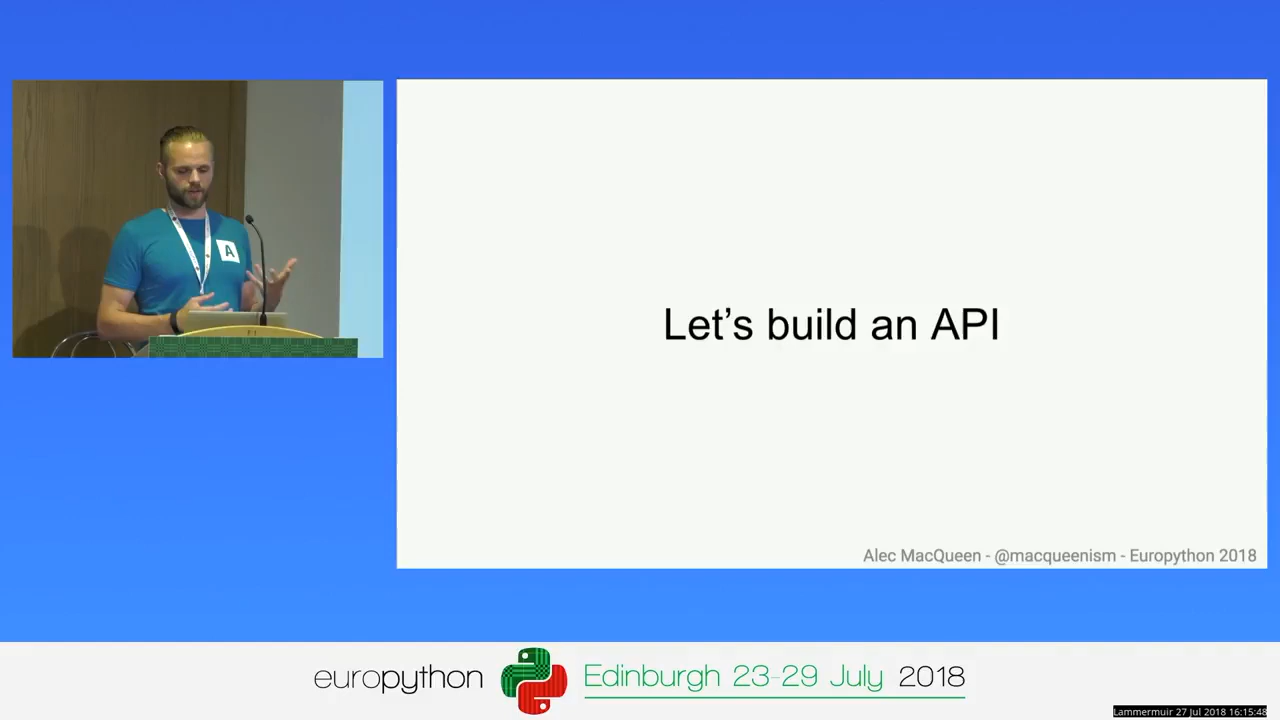 A
Let's build an API
Alec MacQueen - @macqueenism - Europython 2018
europython
Edinburgh 23-29 July 2018
Lammermuir 27 Jul 2018 16:15:48